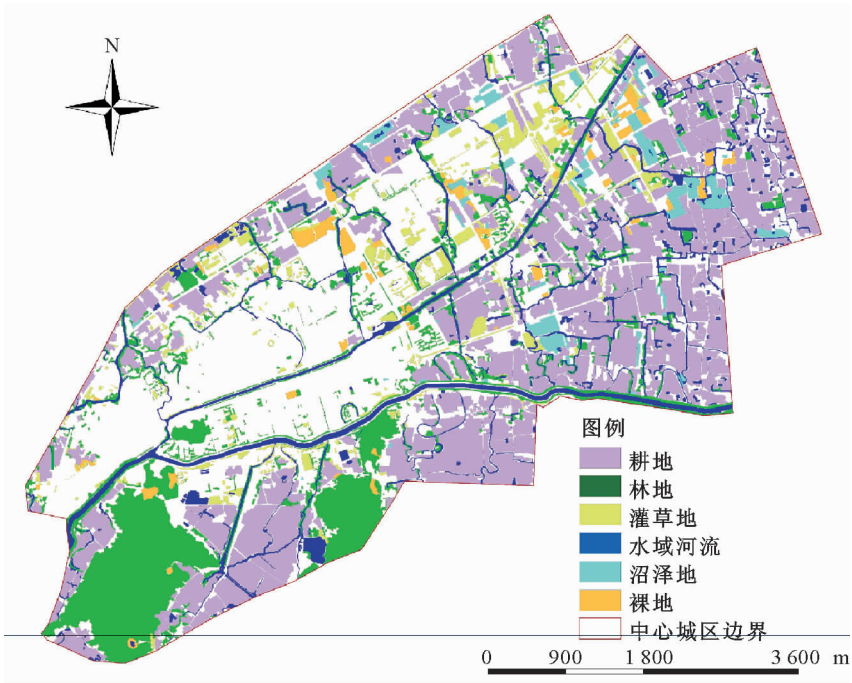 N
图例
耕地
林地
灌草地
水域河流
沼泽地
裸地
中心城区边界
0 900 1 800 3 600 m